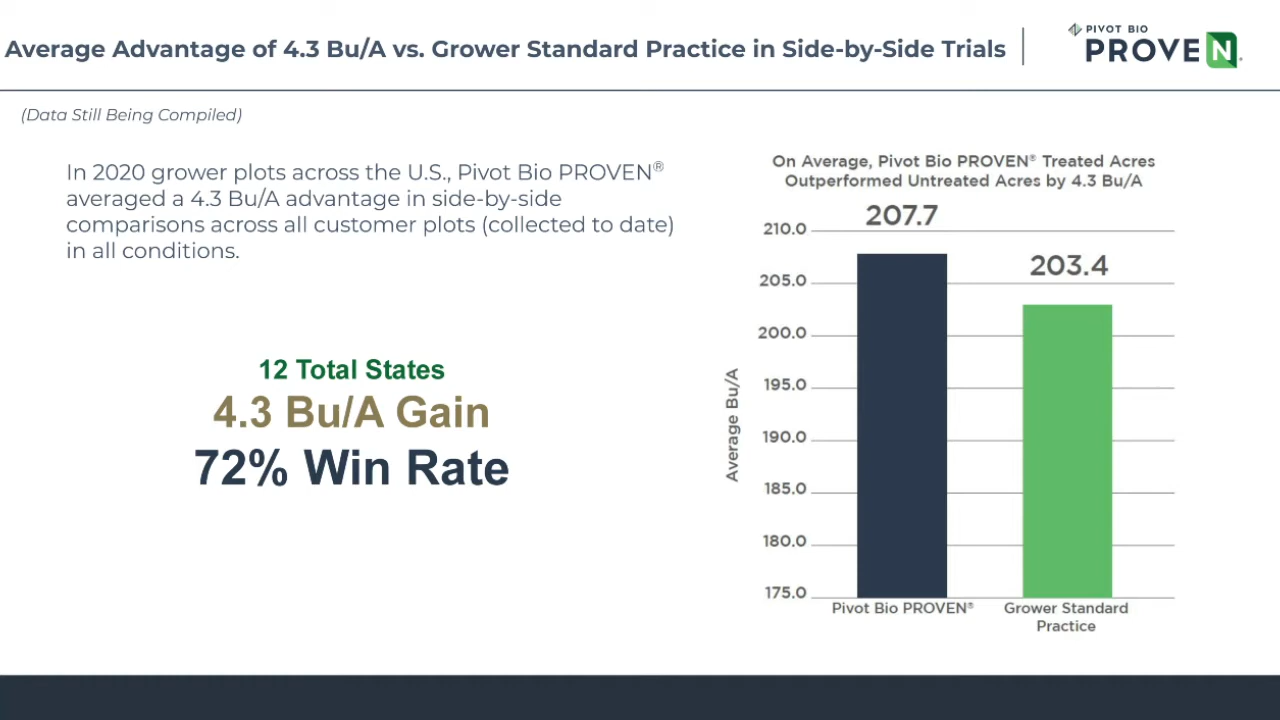 Average Advantage of 4.3 Bu/A vs. Grower Standard Practice in Side-by-Side Trials
PIVOT BIO
PROVEN®
(Data Still Being Compiled)
In 2020 grower plots across the U.S., Pivot Bio PROVEN®
averaged a 4.3 Bu/A advantage in side-by-side
comparisons across all customer plots (collected to date)
in all conditions.
12 Total States
4.3 Bu/A Gain
72% Win Rate
On Average, Pivot Bio PROVEN® Treated Acres
Outperformed Untreated Acres by 4.3 Bu/A
207.7
203.4
210.0
205.0
200.0
195.0
190.0
185.0
180.0
175.0
Average Bu/A
Pivot Bio PROVEN®
Grower Standard
Practice